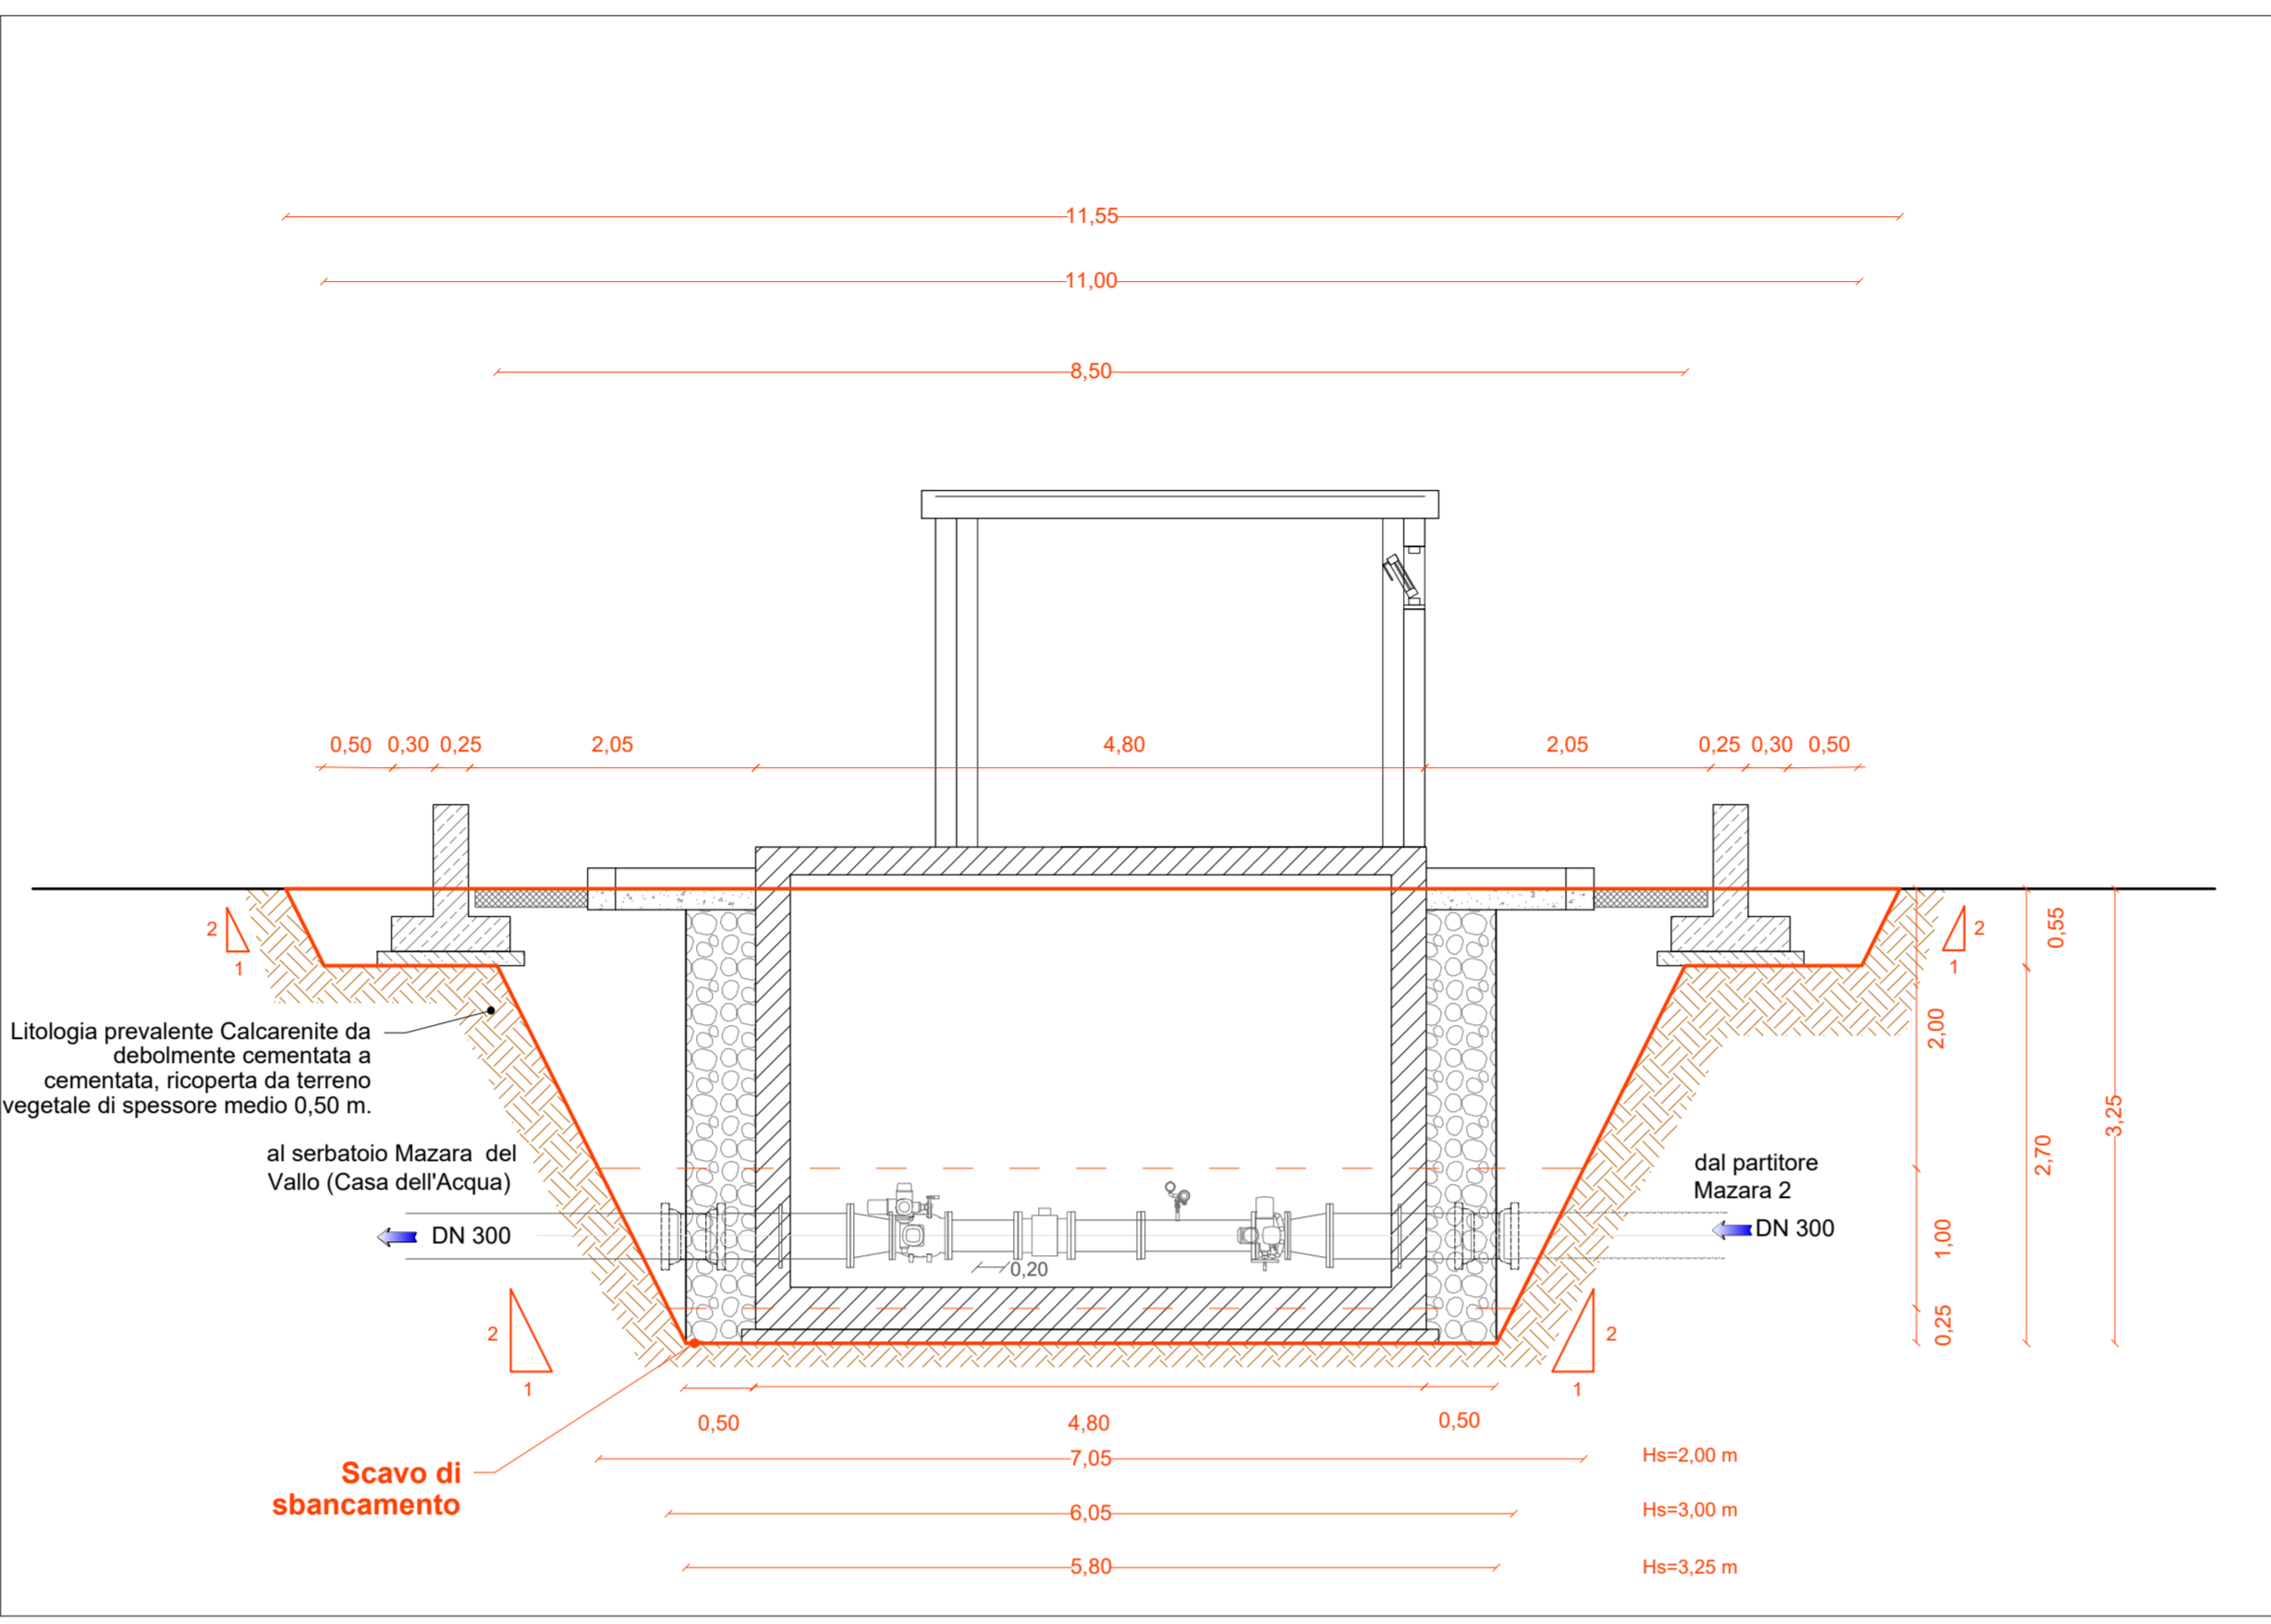 11,55
11,00
8,50
0,50 0,30 0,25 2,05 4,80 2,05 0,25 0,30 0,50
2
1
2
1
0,55
2,00
2,70
3,25
1,00
0,25
Litologia prevalente Calcarenite da
debolmente cementata a
cementata, ricoperta da terreno
vegetale di spessore medio 0,50 m.
al serbatoio Mazara del
Vallo (Casa dell'Acqua)
DN 300
dal partitore
Mazara 2
DN 300
0,20
2
1
2
1
0,50 4,80 0,50
7,05 Hs=2,00 m
Scavo di
sbancamento
6,05 Hs=3,00 m
5,80 Hs=3,25 m